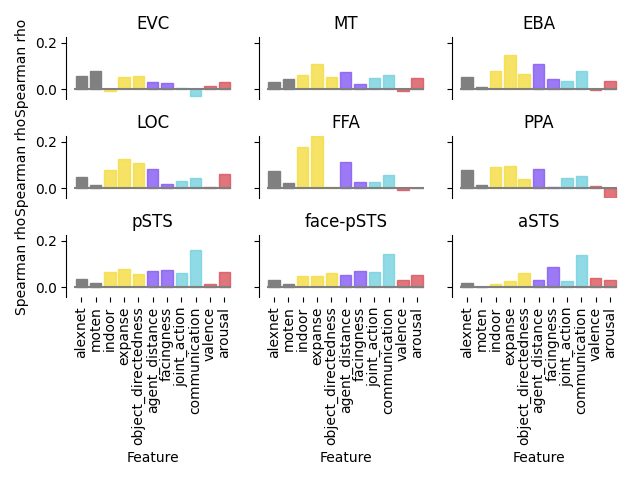 EVC
MT
EBA
Spearman rho
0.2
0.0
LOC
FFA
PPA
Spearman rho
0.2
0.0
pSTS
face-pSTS
aSTS
Spearman rho
0.2
0.0
alexnet
moten
indoor
expanse
object_directedness
agent_distance
facingness
joint_action
communication
valence
arousal
alexnet
moten
indoor
expanse
object_directedness
agent_distance
facingness
joint_action
communication
valence
arousal
alexnet
moten
indoor
expanse
object_directedness
agent_distance
facingness
joint_action
communication
valence
arousal
Feature
Feature
Feature